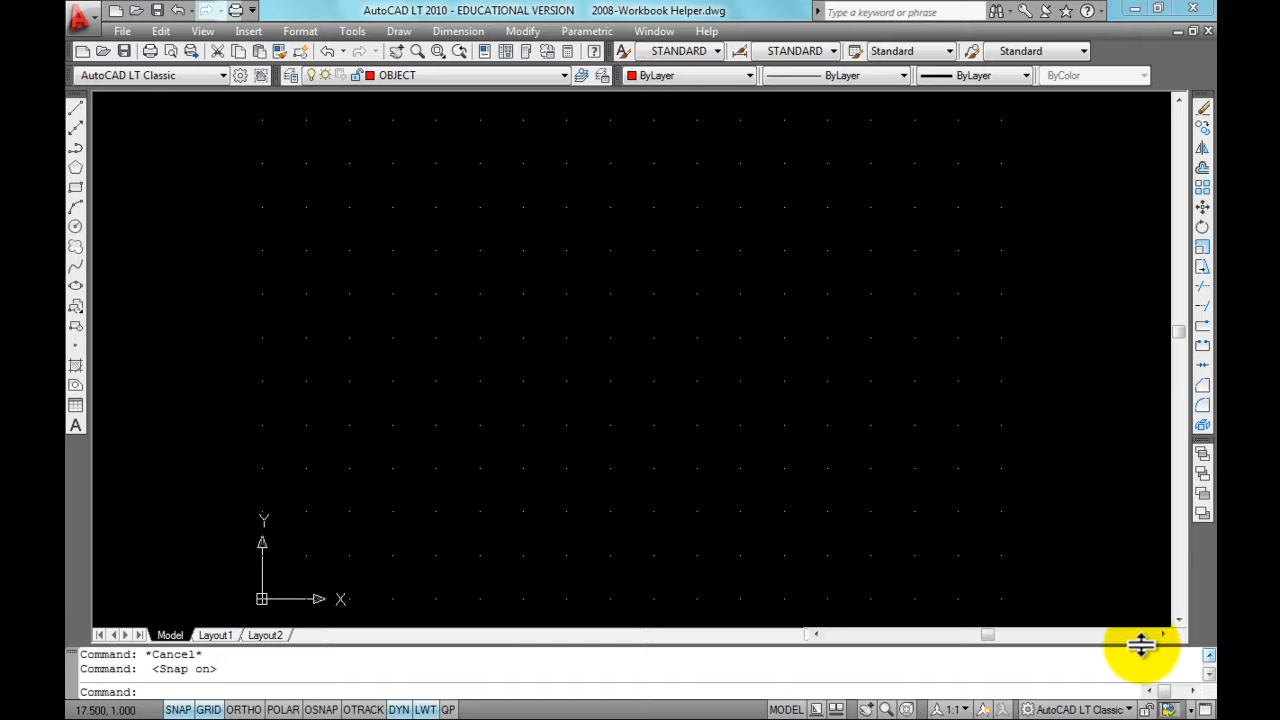 AutoCAD LT 2010 - EDUCATIONAL VERSION 2008-Workbook Helper.dwg Type a keyword or phrase
File Edit View Insert Format Tools Draw Dimension Modify Parametric Window Help
STANDARD STANDARD Standard Standard
AutoCAD LT Classic OBJECT ByLayer ByLayer ByLayer ByColor
A
Y
X
Model Layout1 Layout2
Command: *Cancel*
Command: <Snap on>
Command:
17.500, 1.000 SNAP GRID ORTHO POLAR OSNAP OTRACK DYN LWT QP MODEL 1:1 AutoCAD LT Classic